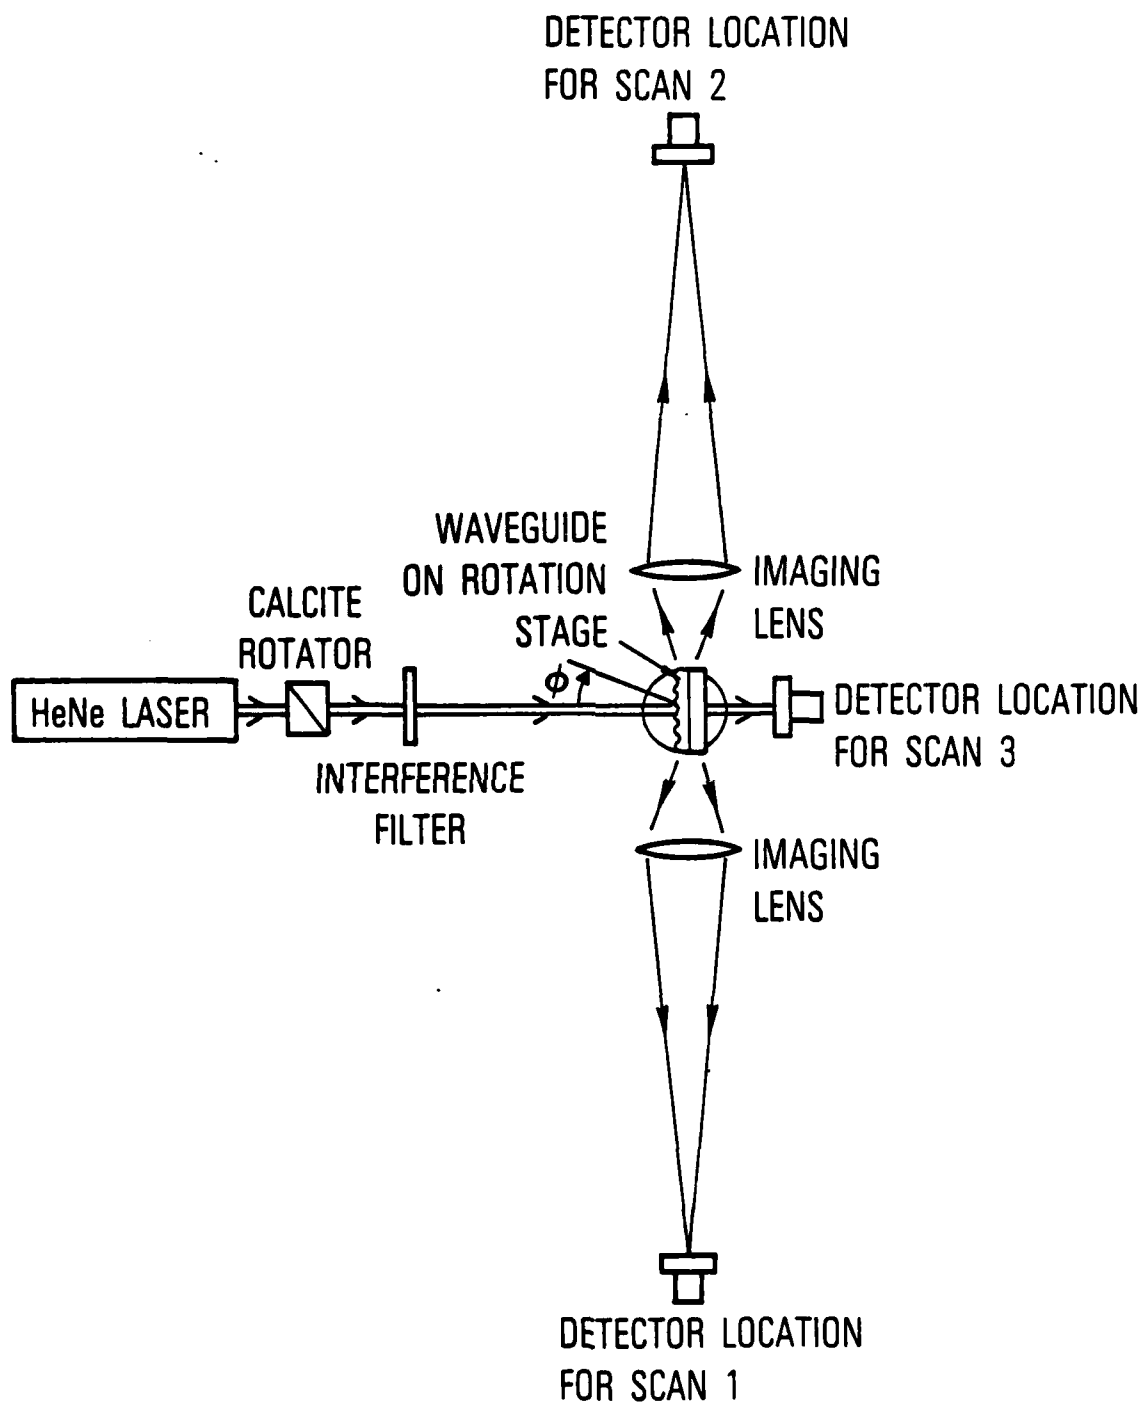 DETECTOR LOCATION
FOR SCAN 2
WAVEGUIDE
ON ROTATION
STAGE
IMAGING
LENS
CALCITE
ROTATOR
ϕ
HeNe LASER
DETECTOR LOCATION
FOR SCAN 3
INTERFERENCE
FILTER
IMAGING
LENS
DETECTOR LOCATION
FOR SCAN 1